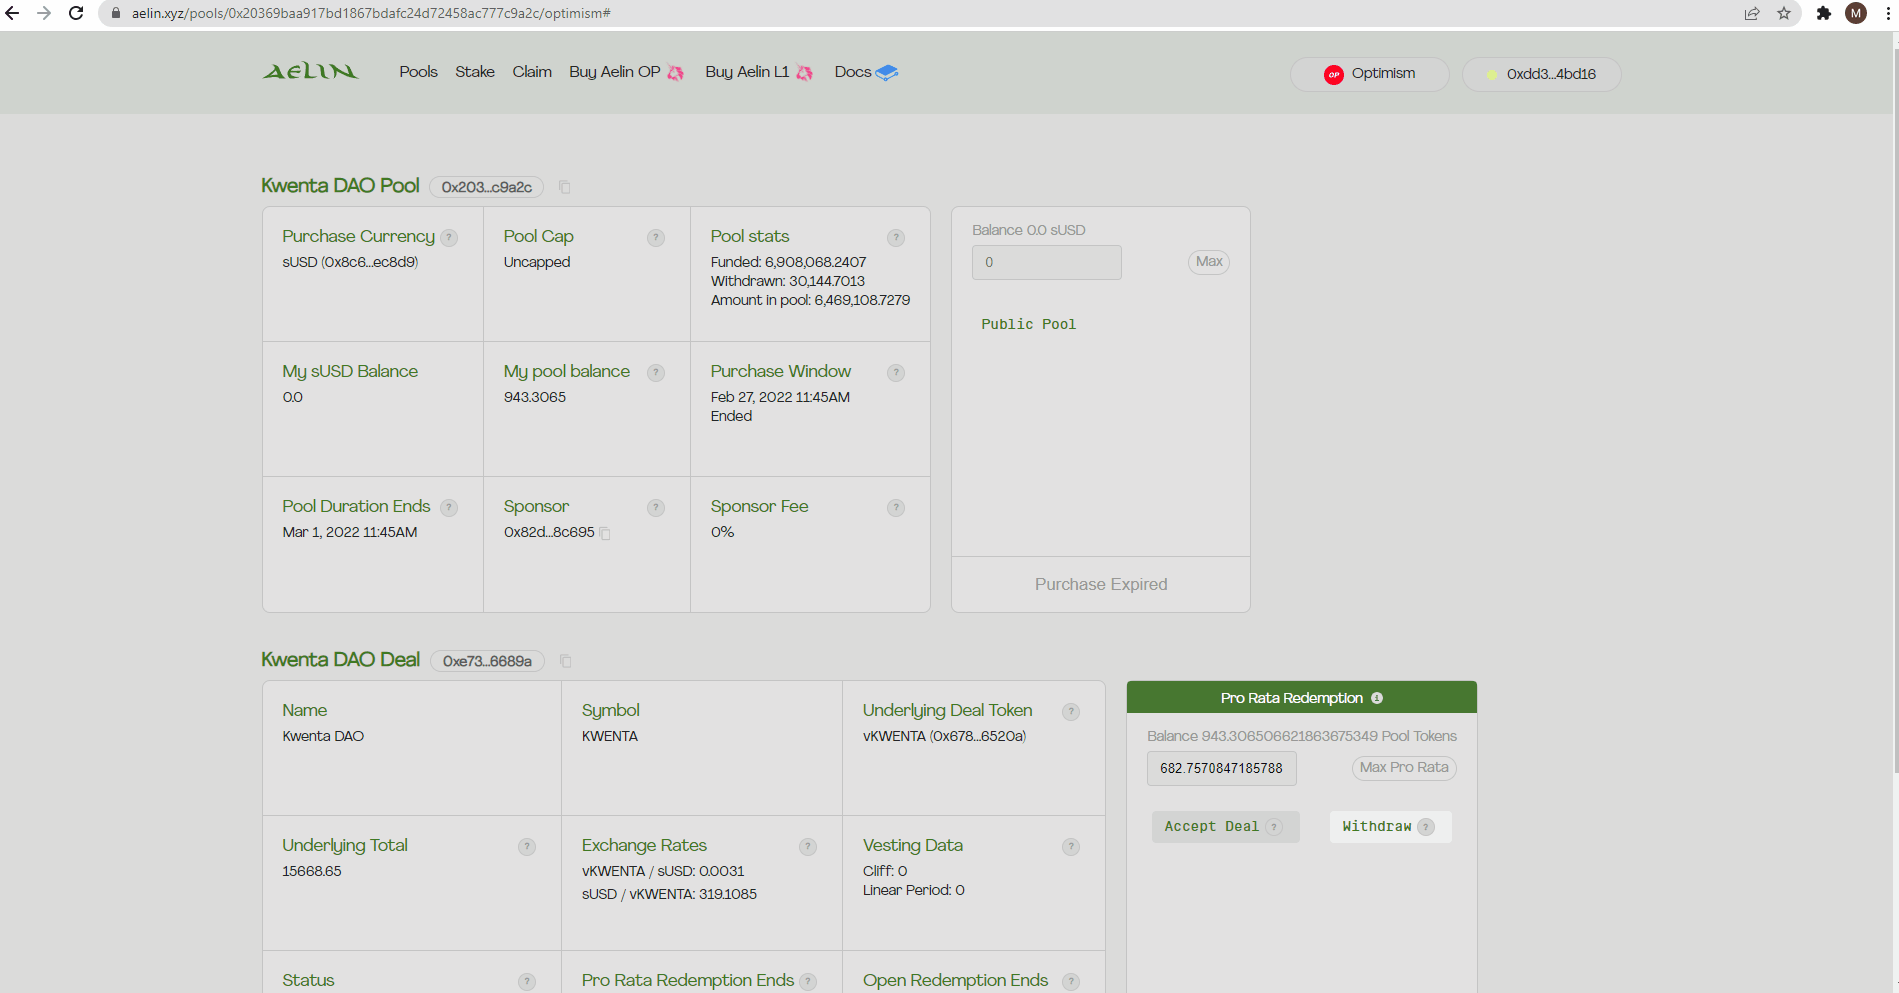 aelin.xyz/pools/0x20369baa917bd1867bdafc24d72458ac777c9a2c/optimism#
M
AELIN
Pools Stake Claim Buy Aelin OP Buy Aelin L1 Docs
OP Optimism
0xdd3...4bd16
Kwenta DAO Pool 0x203...c9a2c
Purchase Currency ?
sUSD (0x8c6...ec8d9)
Pool Cap ?
Uncapped
Pool stats ?
Funded: 6,908,068.2407
Withdrawn: 30,144.7013
Amount in pool: 6,469,108.7279
My sUSD Balance
0.0
My pool balance ?
943.3065
Purchase Window ?
Feb 27, 2022 11:45AM
Ended
Pool Duration Ends ?
Mar 1, 2022 11:45AM
Sponsor ?
0x82d...8c695
Sponsor Fee ?
0%
Balance 0.0 sUSD
0 Max
Public Pool
Purchase Expired
Kwenta DAO Deal 0xe73...6689a
Name
Kwenta DAO
Symbol
KWENTA
Underlying Deal Token ?
vKWENTA (0x678...6520a)
Underlying Total ?
15668.65
Exchange Rates ?
vKWENTA / sUSD: 0.0031
sUSD / vKWENTA: 319.1085
Vesting Data ?
Cliff: 0
Linear Period: 0
Status ?
Pro Rata Redemption Ends ?
Open Redemption Ends ?
Pro Rata Redemption i
Balance 943.306506621863675349 Pool Tokens
682.7570847185788 Max Pro Rata
Accept Deal ? Withdraw ?